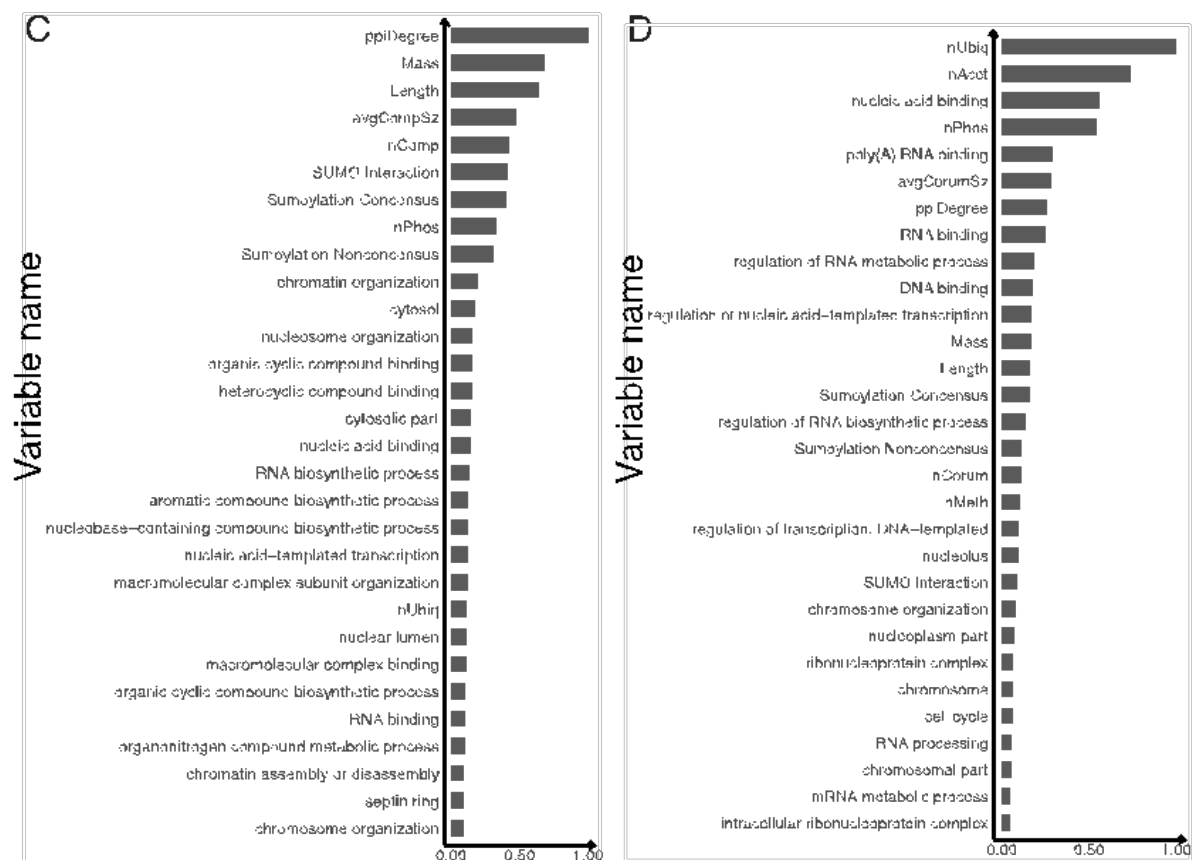 C
Variable name
ppiDegree
Mass
Length
avgCompSz
nComp
SUMO Interaction
Sumoylation Consensus
nPhos
Sumoylation Nonconcensus
chromatin organization
cytosol
nucleosome organization
organic cyclic compound binding
heterocyclic compound binding
cytosolic part
nucleic acid binding
RNA biosynthetic process
aromatic compound biosynthetic process
nucleobase-containing compound biosynthetic process
nucleic acid-templated transcription
macromolecular complex subunit organization
nUbiq
nuclear lumen
macromolecular complex binding
organic cyclic compound biosynthetic process
RNA binding
organonitrogen compound metabolic process
chromatin assembly or disassembly
septin ring
chromosome organization
0.00 0.50 1.00
D
Variable name
nUbiq
nAcet
nucleic acid binding
nPhos
poly(A) RNA binding
avgCorumSz
ppiDegree
RNA binding
regulation of RNA metabolic process
DNA binding
regulation of nucleic acid-templated transcription
Mass
Length
Sumoylation Consensus
regulation of RNA biosynthetic process
Sumoylation Nonconcensus
nCorum
nMeth
regulation of transcription, DNA-templated
nucleolus
SUMO Interaction
chromosome organization
nucleoplasm part
ribonucleoprotein complex
chromosome
cell cycle
RNA processing
chromosomal part
mRNA metabolic process
intracellular ribonucleoprotein complex
0.00 0.50 1.00